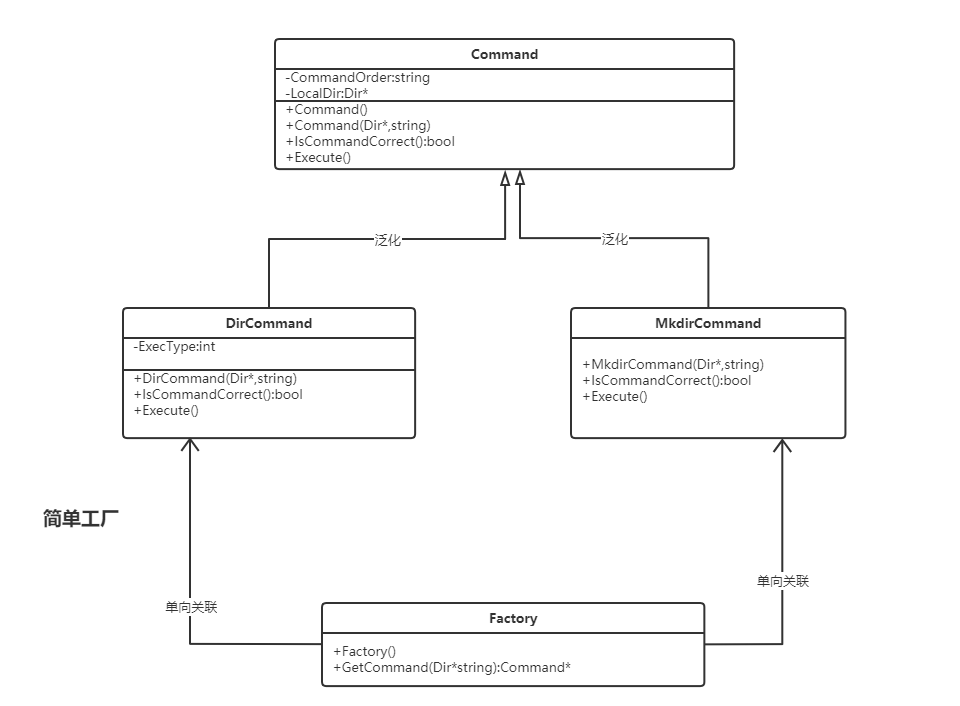 Command
-CommandOrder:string
-LocalDir:Dir*
+Command()
+Command(Dir*,string)
+IsCommandCorrect():bool
+Execute()
泛化
泛化
DirCommand
-ExecType:int
+DirCommand(Dir*,string)
+IsCommandCorrect():bool
+Execute()
MkdirCommand
+MkdirCommand(Dir*,string)
+IsCommandCorrect():bool
+Execute()
简单工厂
单向关联
单向关联
Factory
+Factory()
+GetCommand(Dir*string):Command*